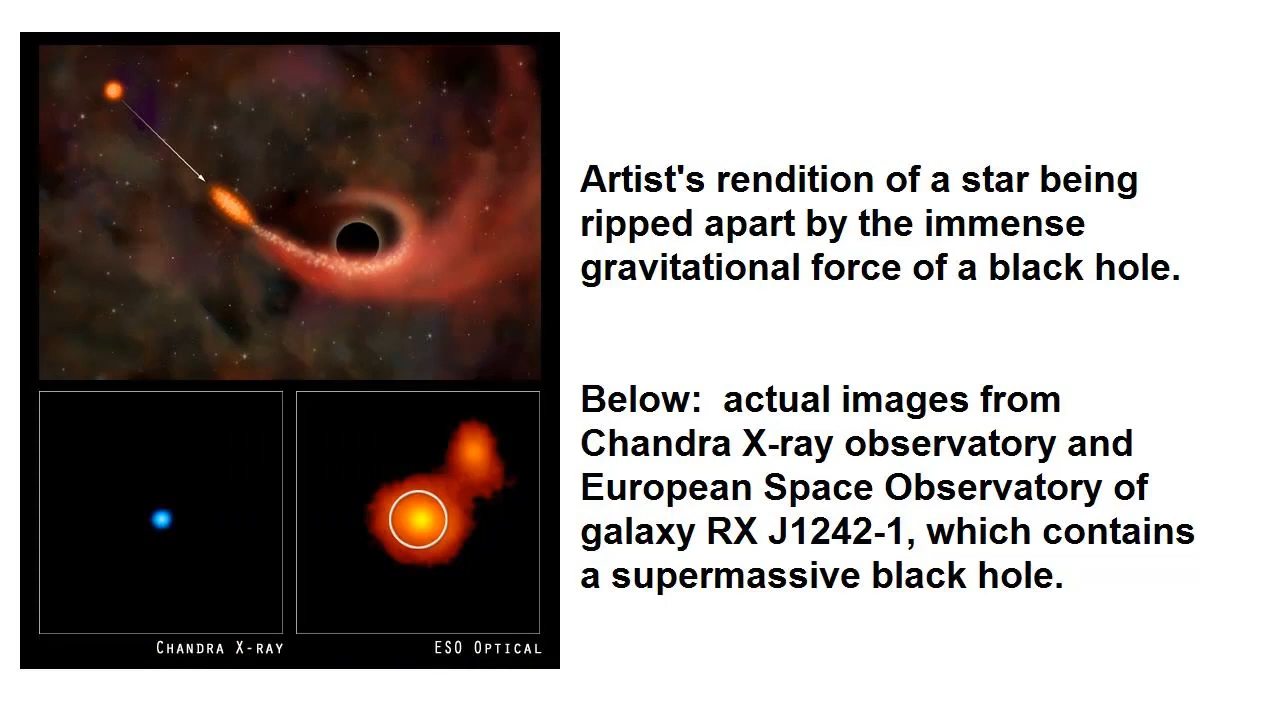 Artist's rendition of a star being
ripped apart by the immense
gravitational force of a black hole.
Below:  actual images from
Chandra X-ray observatory and
European Space Observatory of
galaxy RX J1242-1, which contains
a supermassive black hole.
CHANDRA X-RAY
ESO OPTICAL